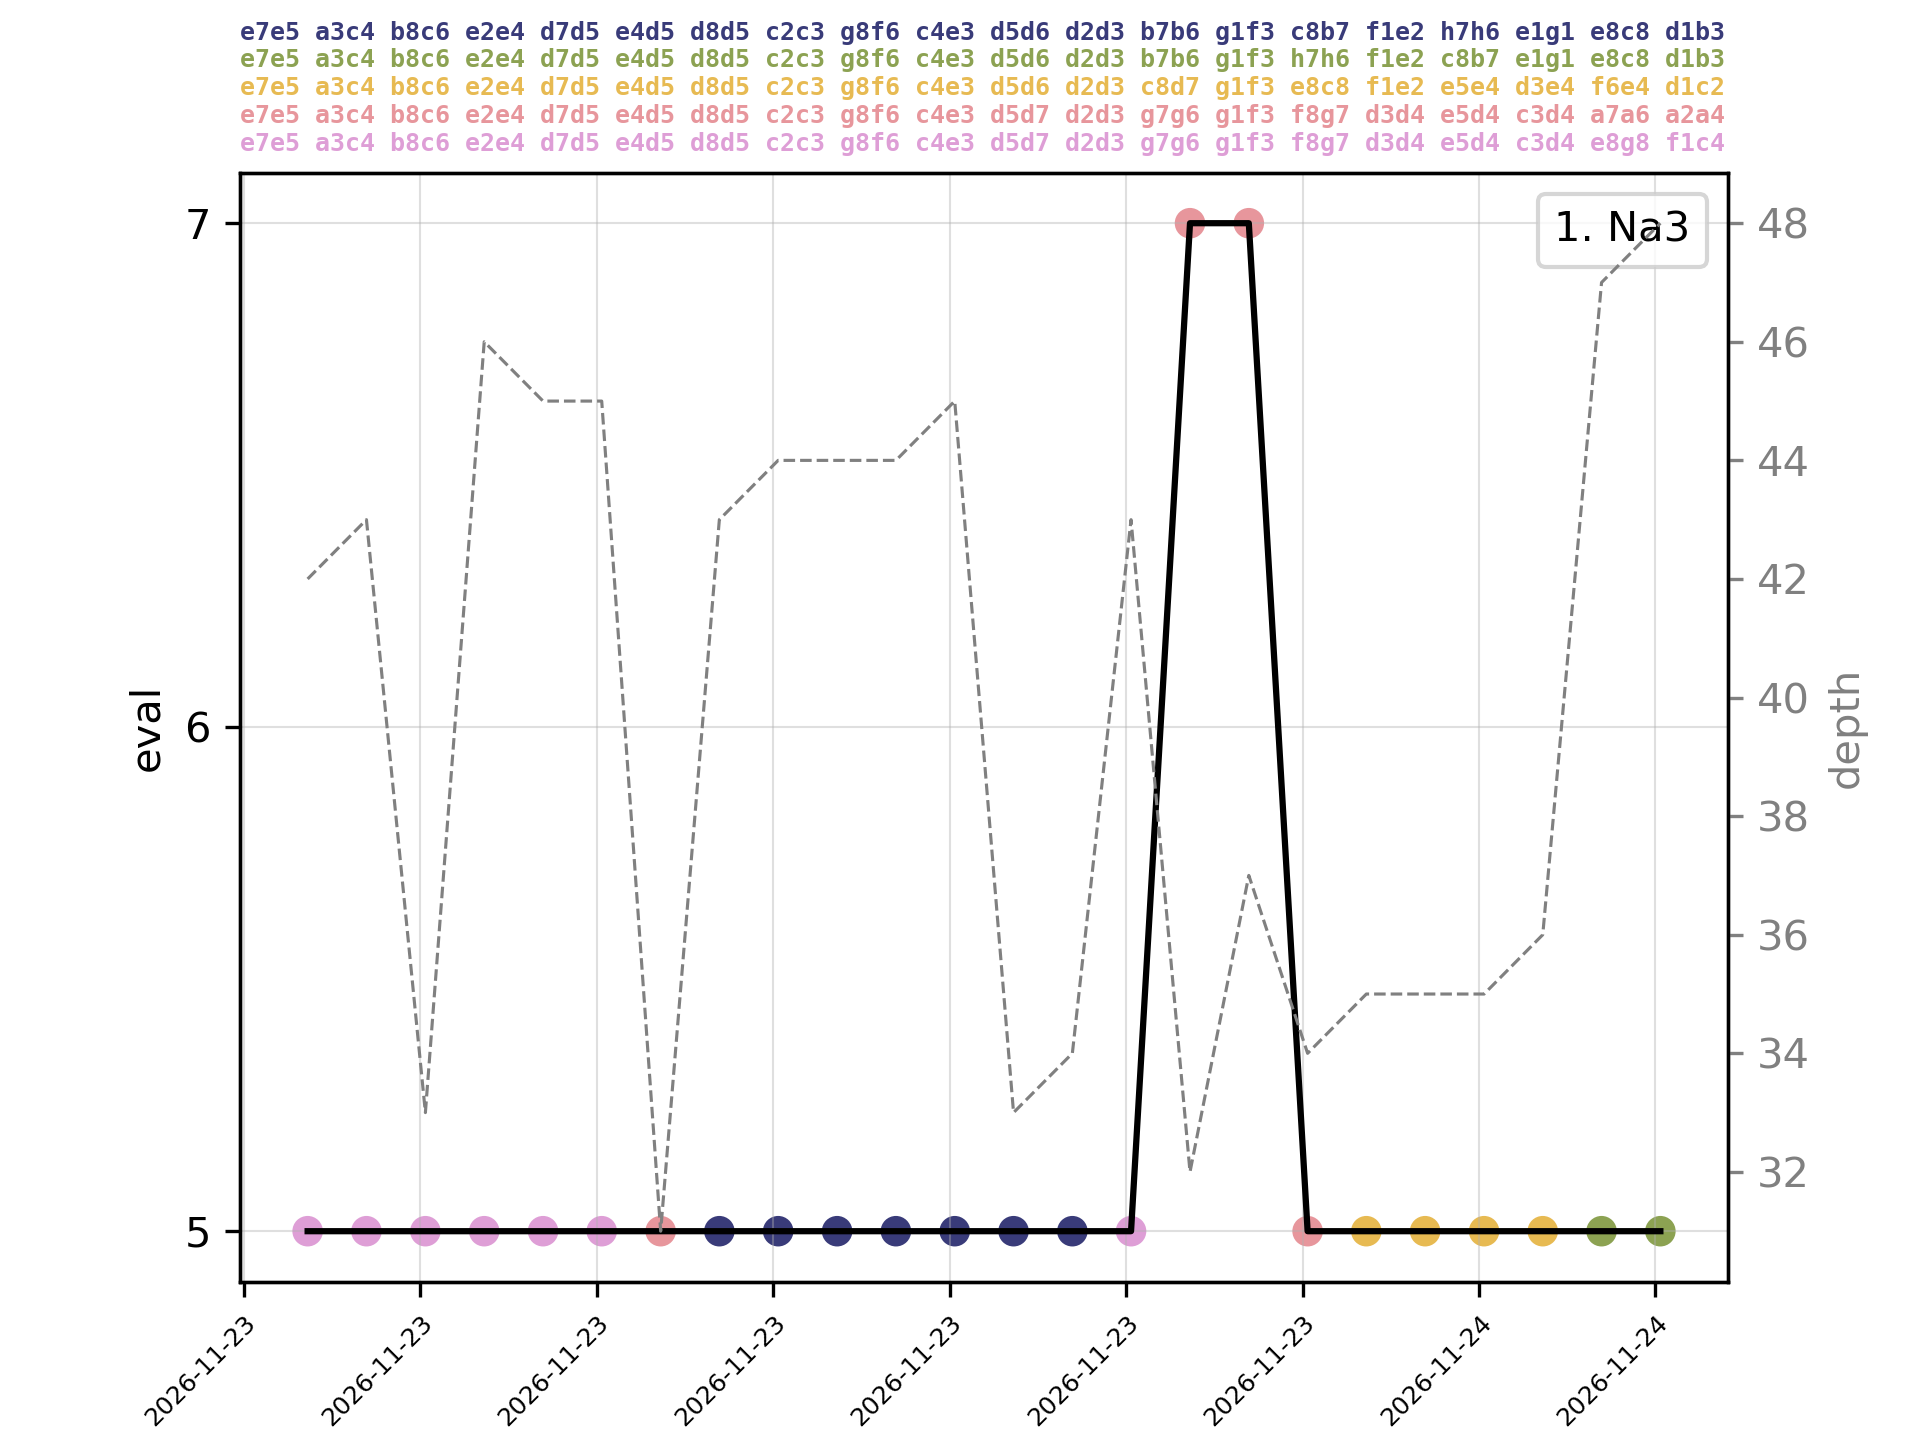 e7e5 a3c4 b8c6 e2e4 d7d5 e4d5 d8d5 c2c3 g8f6 c4e3 d5d6 d2d3 b7b6 g1f3 c8b7 f1e2 h7h6 e1g1 e8c8 d1b3
e7e5 a3c4 b8c6 e2e4 d7d5 e4d5 d8d5 c2c3 g8f6 c4e3 d5d6 d2d3 b7b6 g1f3 h7h6 f1e2 c8b7 e1g1 e8c8 d1b3
e7e5 a3c4 b8c6 e2e4 d7d5 e4d5 d8d5 c2c3 g8f6 c4e3 d5d6 d2d3 c8d7 g1f3 e8c8 f1e2 e5e4 d3e4 f6e4 d1c2
e7e5 a3c4 b8c6 e2e4 d7d5 e4d5 d8d5 c2c3 g8f6 c4e3 d5d7 d2d3 g7g6 g1f3 f8g7 d3d4 e5d4 c3d4 a7a6 a2a4
e7e5 a3c4 b8c6 e2e4 d7d5 e4d5 d8d5 c2c3 g8f6 c4e3 d5d7 d2d3 g7g6 g1f3 f8g7 d3d4 e5d4 c3d4 e8g8 f1c4
1. Na3
7
6
5
eval
48
46
44
42
40
38
36
34
32
depth
2026-11-23
2026-11-23
2026-11-23
2026-11-23
2026-11-23
2026-11-23
2026-11-23
2026-11-24
2026-11-24